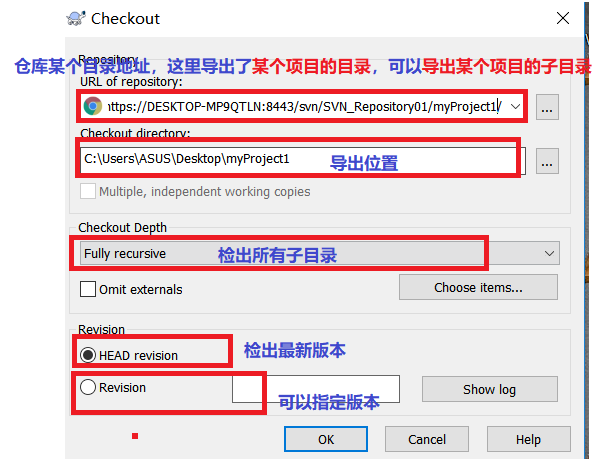 Checkout
Repository
仓库某个目录地址，这里导出了某个项目的目录，可以导出某个项目的子目录
URL of repository:
https://DESKTOP-MP9QTLN:8443/svn/SVN_Repository01/myProject1/
...
Checkout directory:
C:\Users\ASUS\Desktop\myProject1
导出位置
...
Multiple, independent working copies
Checkout Depth
Fully recursive
检出所有子目录
Omit externals
Choose items...
Revision
HEAD revision
检出最新版本
Revision
可以指定版本
Show log
OK
Cancel
Help